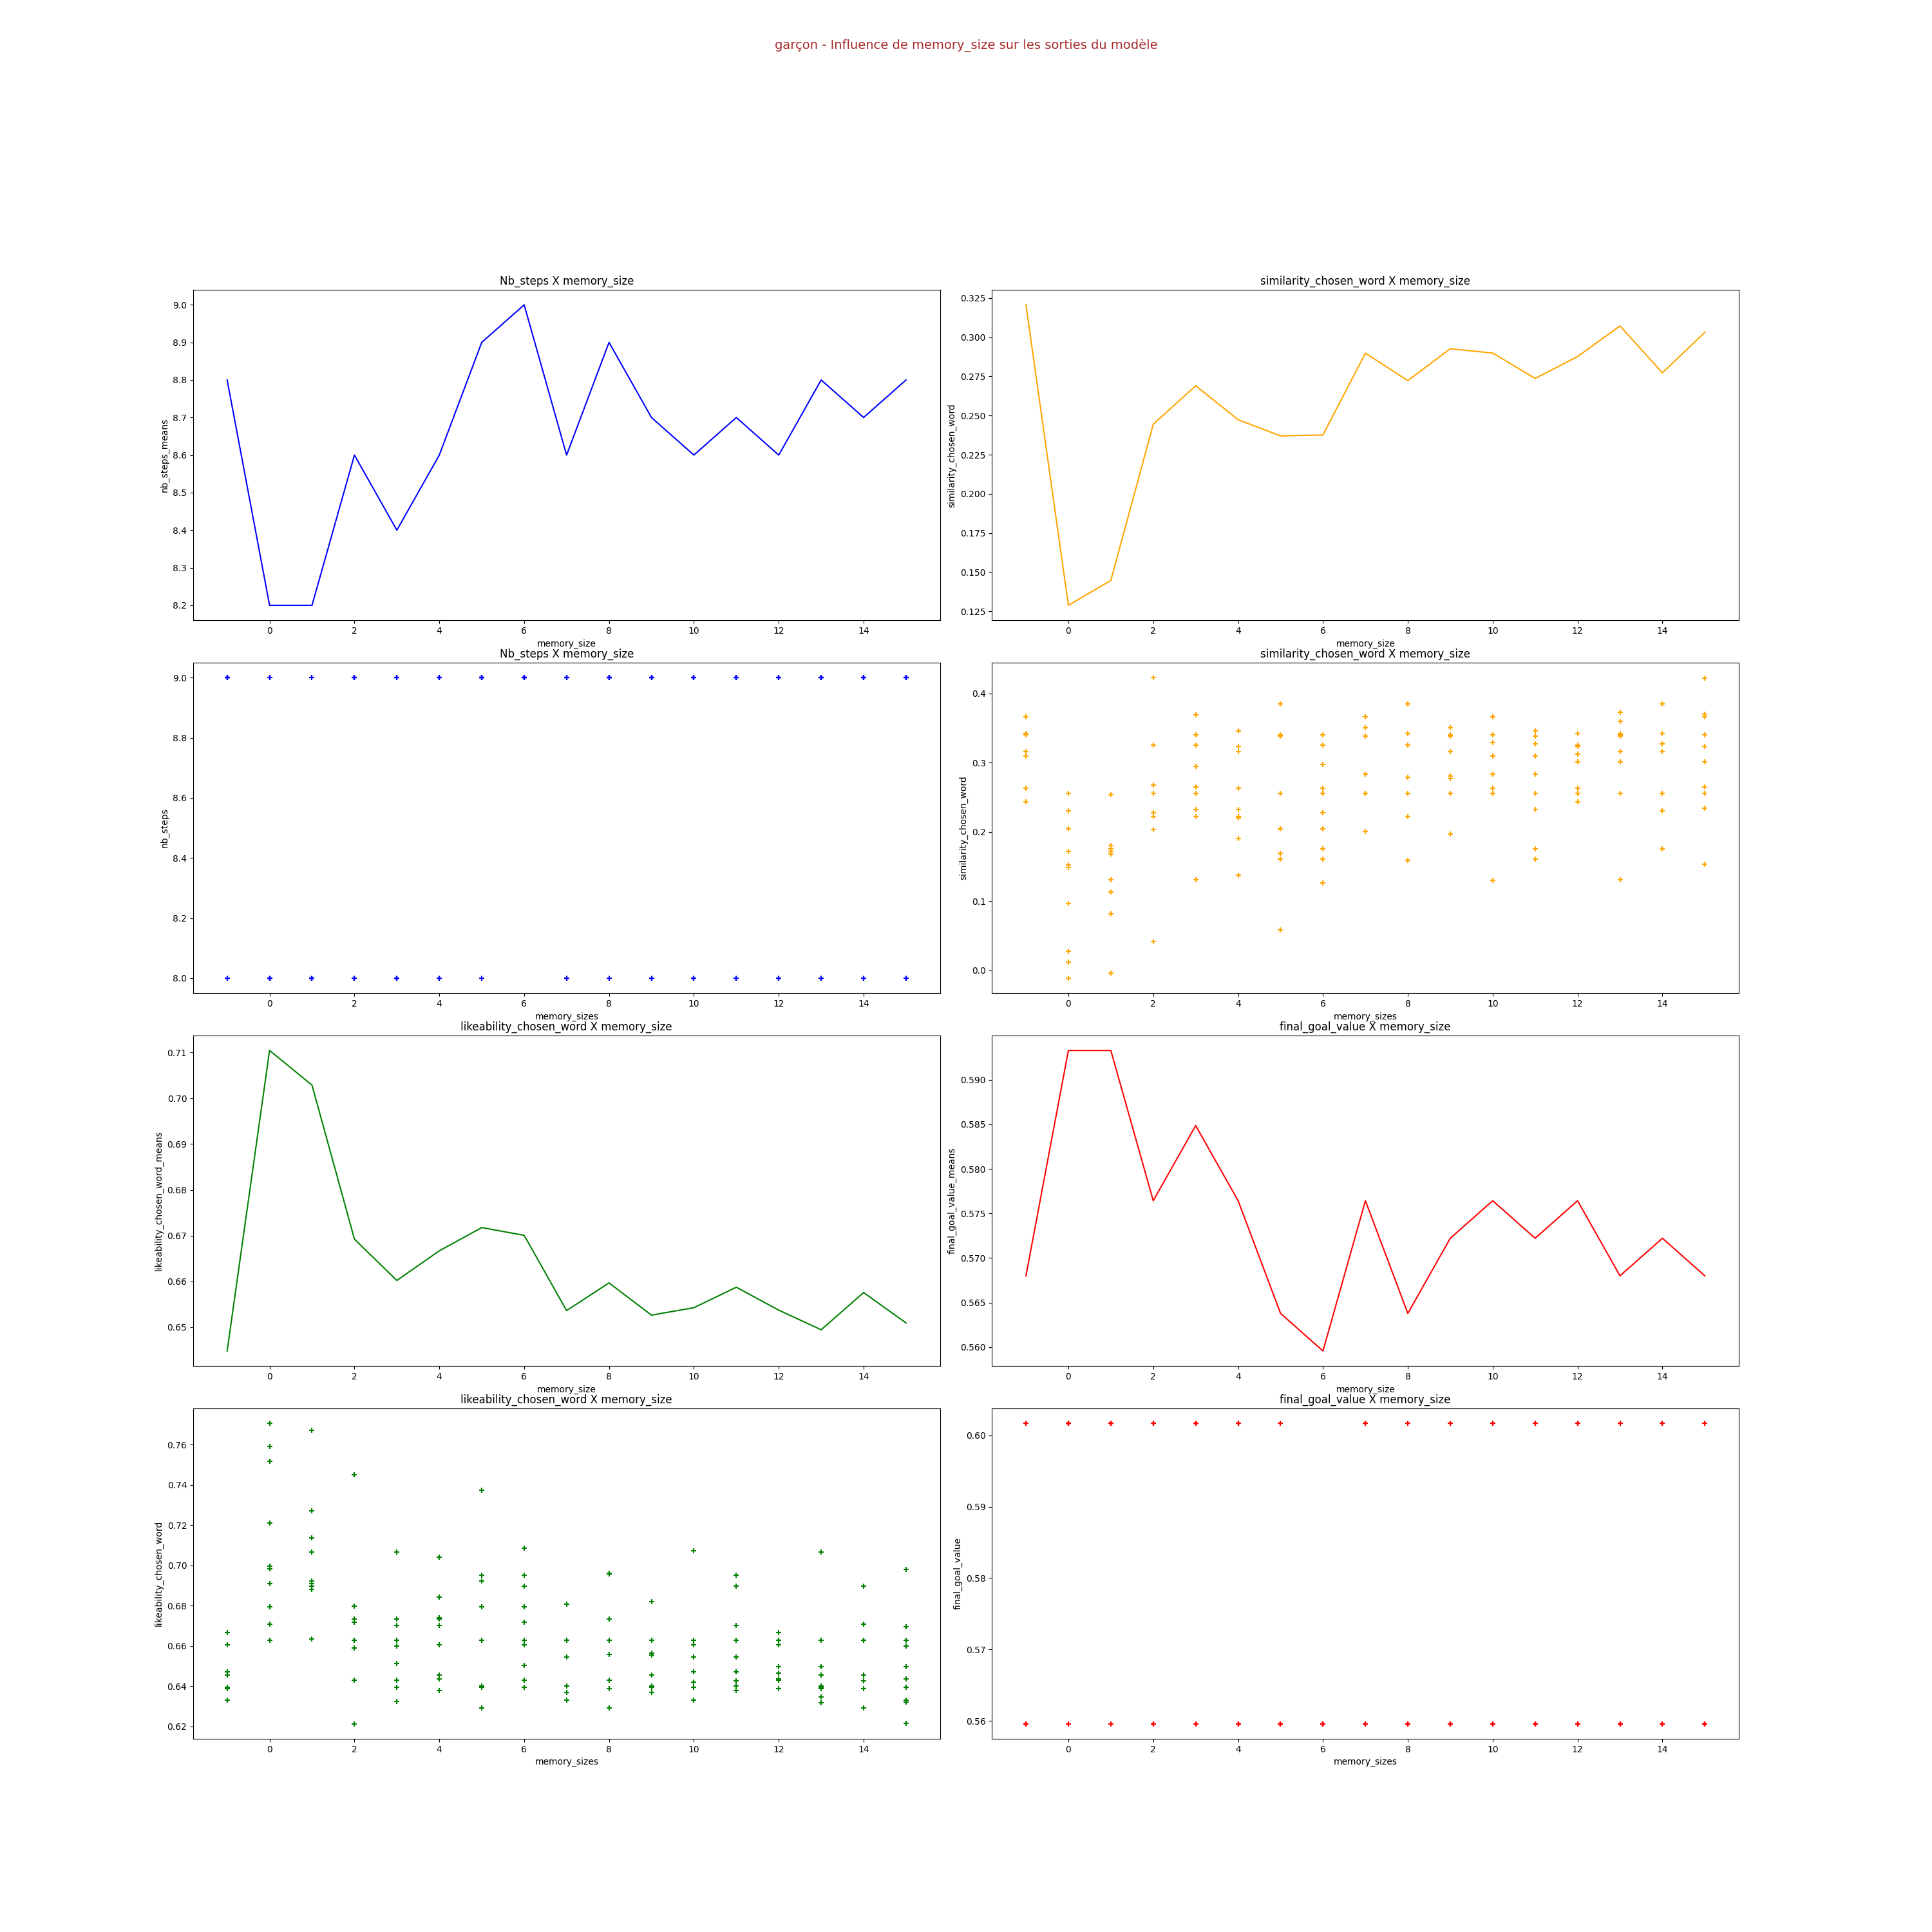 garçon - Influence de memory_size sur les sorties du modèle
Nb_steps X memory_size
nb_steps_means
9.0
8.9
8.8
8.7
8.6
8.5
8.4
8.3
8.2
0 2 4 6 8 10 12 14
memory_size
similarity_chosen_word X memory_size
similarity_chosen_word
0.325
0.300
0.275
0.250
0.225
0.200
0.175
0.150
0.125
0 2 4 6 8 10 12 14
memory_size
Nb_steps X memory_size
nb_steps
9.0
8.8
8.6
8.4
8.2
8.0
0 2 4 6 8 10 12 14
memory_sizes
similarity_chosen_word X memory_size
similarity_chosen_word
0.4
0.3
0.2
0.1
0.0
0 2 4 6 8 10 12 14
memory_sizes
likeability_chosen_word X memory_size
likeability_chosen_word_means
0.71
0.70
0.69
0.68
0.67
0.66
0.65
0 2 4 6 8 10 12 14
memory_size
final_goal_value X memory_size
final_goal_value_means
0.590
0.585
0.580
0.575
0.570
0.565
0.560
0 2 4 6 8 10 12 14
memory_size
likeability_chosen_word X memory_size
likeability_chosen_word
0.76
0.74
0.72
0.70
0.68
0.66
0.64
0.62
0 2 4 6 8 10 12 14
memory_sizes
final_goal_value X memory_size
final_goal_value
0.60
0.59
0.58
0.57
0.56
0 2 4 6 8 10 12 14
memory_sizes